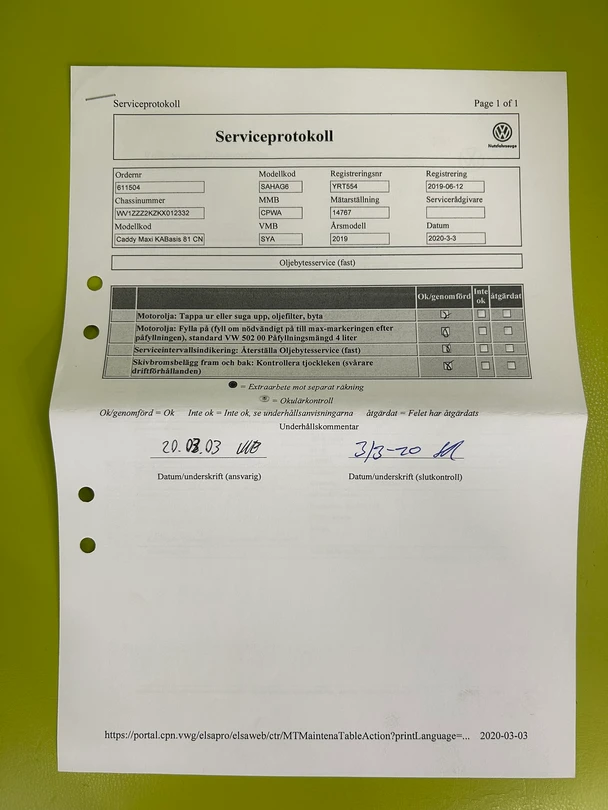 Serviceprotokoll Page 1 of 1
Serviceprotokoll
Nutzfahrzeuge
Ordernr Modellkod Registreringsnr Registrering
611504 SAHAG6 YRT554 2019-06-12
Chassinummer MMB Mätarställning Servicerådgivare
WV1ZZZ2KZKX012332 CPWA 14767
Modellkod VMB Årsmodell Datum
Caddy Maxi KABasis 81 CN SYA 2019 2020-3-3
Oljebytesservice (fast)
Ok/genomförd Inte ok åtgärdat
Motorolja: Tappa ur eller suga upp, oljefilter, byta
Motorolja: Fylla på (fyll om nödvändigt på till max-markeringen efter
påfyllningen), standard VW 502 00 Påfyllningsmängd 4 liter
Serviceintervallsindikering: Återställa Oljebytesservice (fast)
Skivbromsbelägg fram och bak: Kontrollera tjockleken (svårare
driftförhållanden)
= Extraarbete mot separat räkning
= Okulärkontroll
Ok/genomförd = Ok Inte ok = Inte ok, se underhållsanvisningarna åtgärdat = Felet har åtgärdats
Underhållskommentar
20.03.03 3/3-20
Datum/underskrift (ansvarig) Datum/underskrift (slutkontroll)
https://portal.cpn.vwg/elsapro/elsaweb/ctr/MTMaintenaTableAction?printLanguage=... 2020-03-03